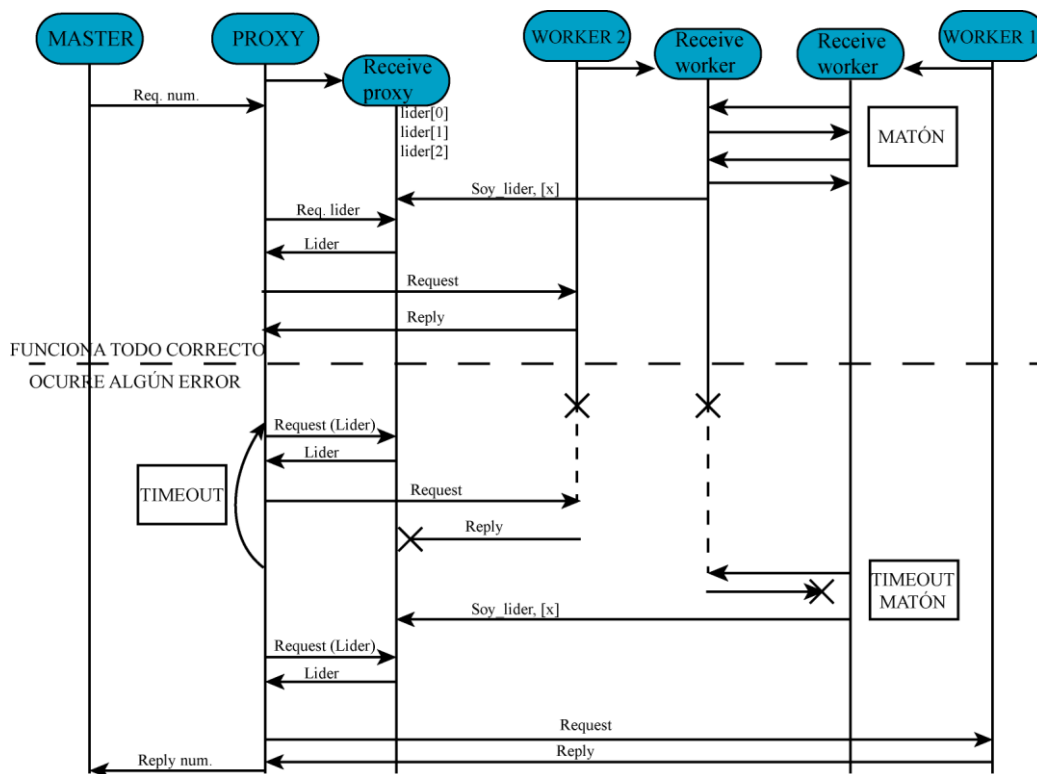 MASTER
PROXY
Receive
proxy
WORKER 2
Receive
worker
Receive
worker
WORKER 1
Req. num.
lider[0]
lider[1]
lider[2]
MATÓN
Soy_lider, [x]
Req. lider
Lider
Request
Reply
FUNCIONA TODO CORRECTO
OCURRE ALGÚN ERROR
Request (Lider)
Lider
TIMEOUT
Request
Reply
TIMEOUT
MATÓN
Soy_lider, [x]
Request (Lider)
Lider
Request
Reply
Reply num.